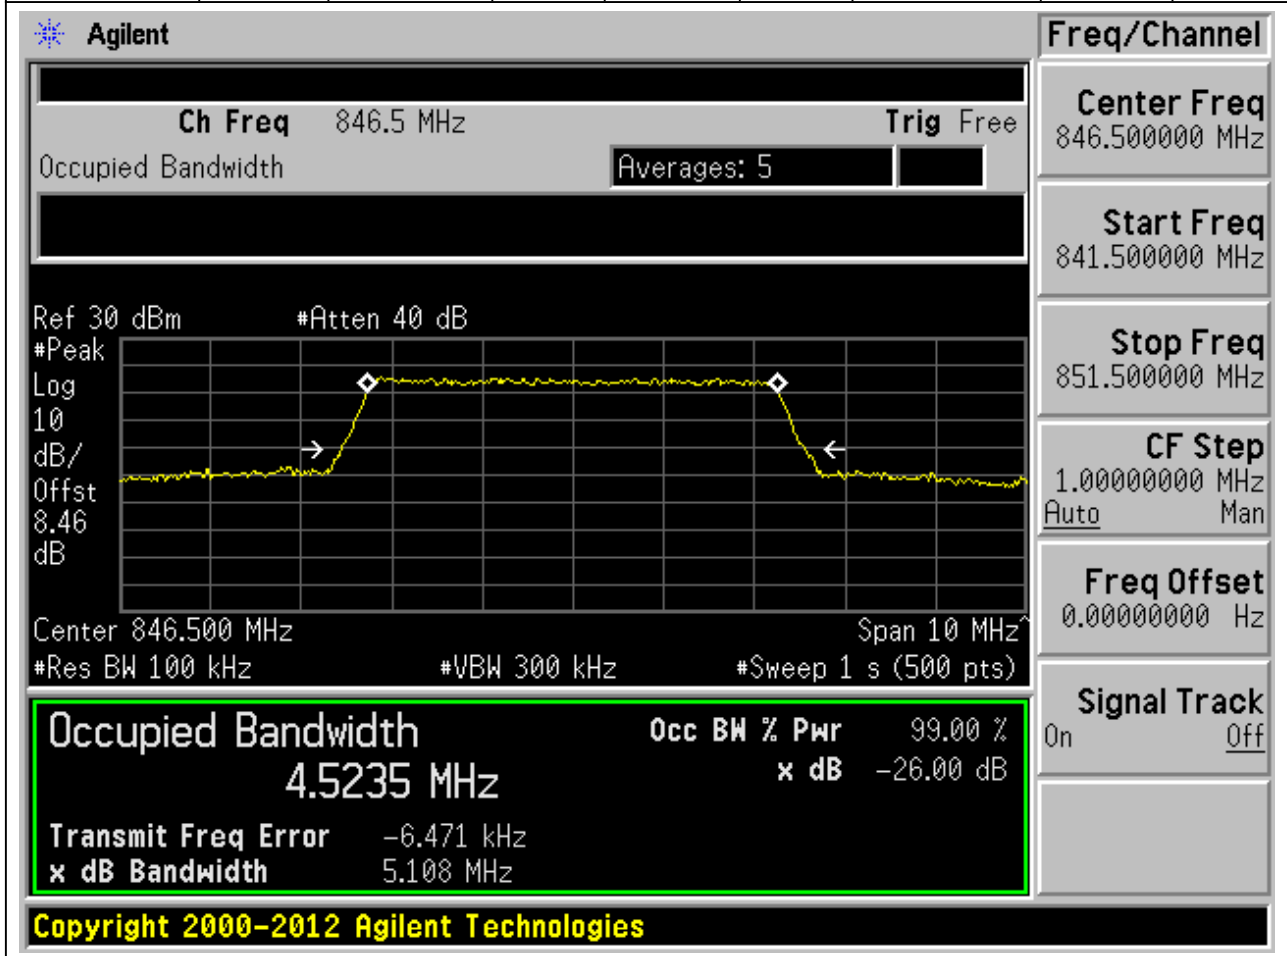 Agilent
Freq/Channel
Ch Freq 846.5 MHz Trig Free
Occupied Bandwidth Averages: 5
Center Freq
846.500000 MHz
Start Freq
841.500000 MHz
Stop Freq
851.500000 MHz
CF Step
1.00000000 MHz
Auto Man
Freq Offset
0.00000000 Hz
Signal Track
On Off
Ref 30 dBm #Atten 40 dB
#Peak
Log
10
dB/
Offst
8.46
dB
Center 846.500 MHz Span 10 MHz^
#Res BW 100 kHz #VBW 300 kHz #Sweep 1 s (500 pts)
Occupied Bandwidth
4.5235 MHz
Occ BW % Pwr 99.00 %
x dB -26.00 dB
Transmit Freq Error -6.471 kHz
x dB Bandwidth 5.108 MHz
Copyright 2000-2012 Agilent Technologies